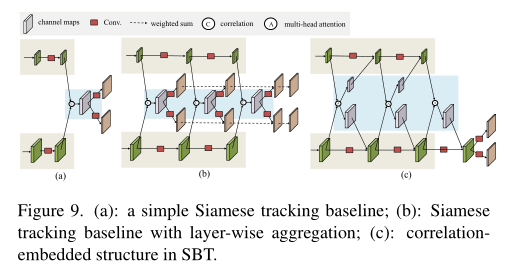 channel maps Conv. weighted sum C correlation A multi-head attention
C C C C C C C
(a) (b) (c)
Figure 9. (a): a simple Siamese tracking baseline; (b): Siamese
tracking baseline with layer-wise aggregation; (c): correlation-
embedded structure in SBT.